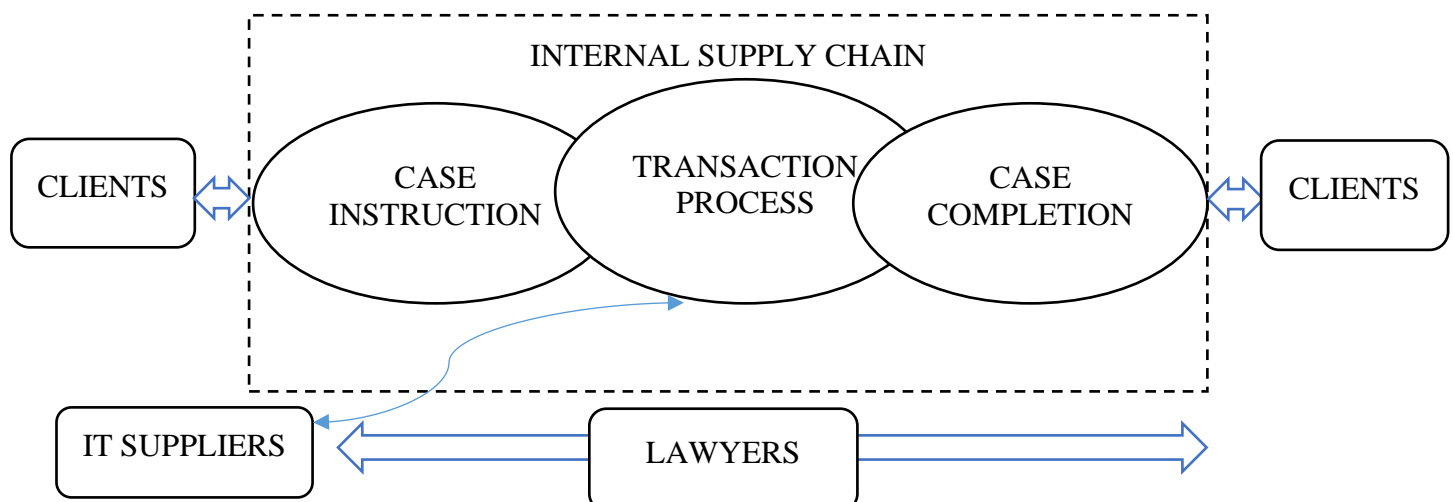 INTERNAL SUPPLY CHAIN
CLIENTS
CASE
INSTRUCTION
TRANSACTION
PROCESS
CASE
COMPLETION
CLIENTS
IT SUPPLIERS
LAWYERS